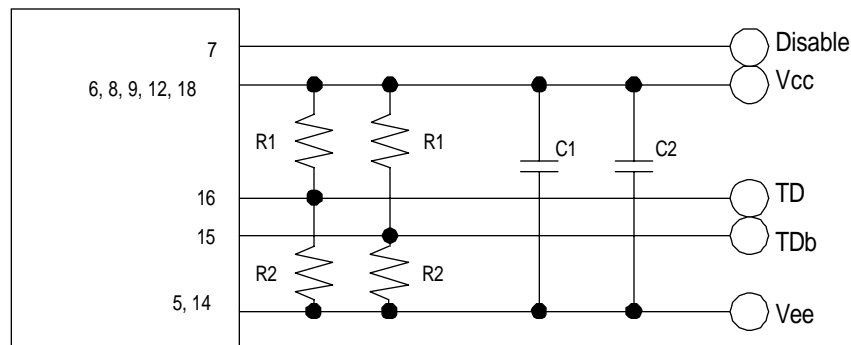 7
Disable
6, 8, 9, 12, 18
Vcc
R1
R1
C1
C2
16
TD
15
TDb
R2
R2
5, 14
Vee